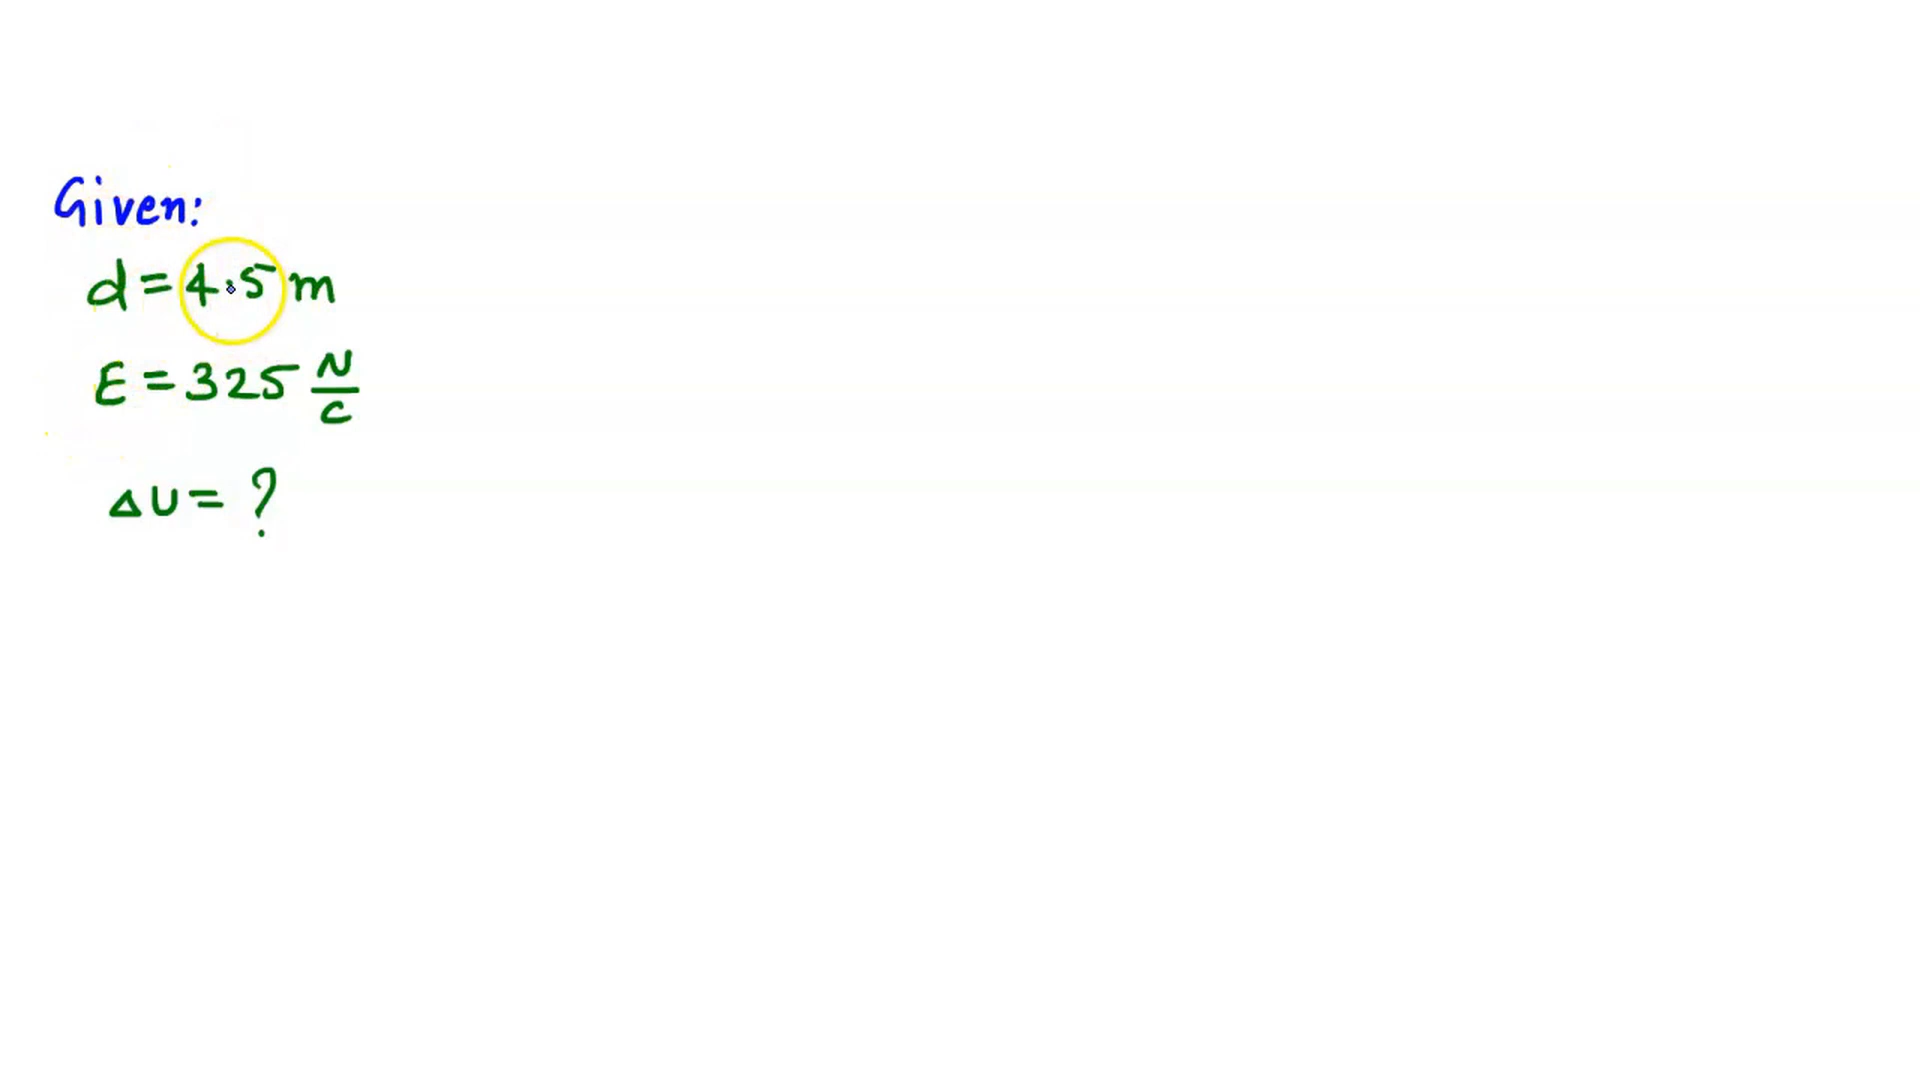 Given:
d = 4.5 m
E = 325 N/C
ΔU = ?